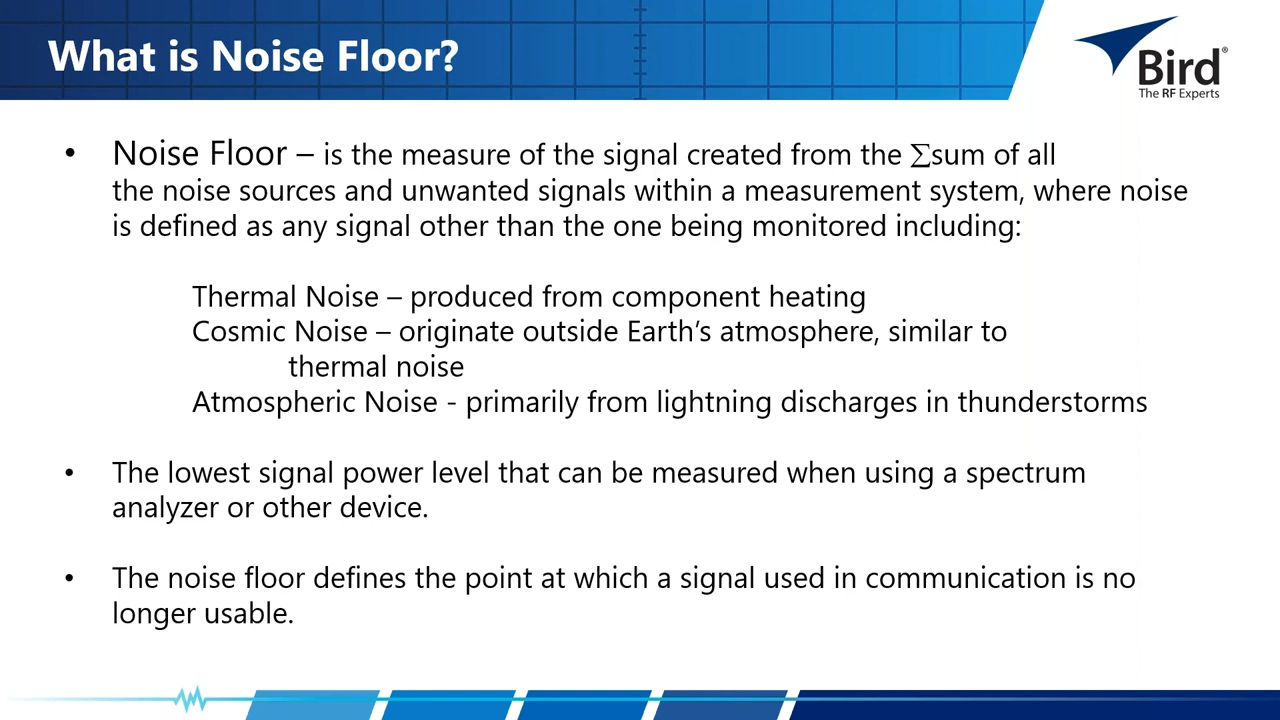 What is Noise Floor?
Bird®
The RF Experts
• Noise Floor – is the measure of the signal created from the ∑sum of all
the noise sources and unwanted signals within a measurement system, where noise
is defined as any signal other than the one being monitored including:
Thermal Noise – produced from component heating
Cosmic Noise – originate outside Earth's atmosphere, similar to
thermal noise
Atmospheric Noise - primarily from lightning discharges in thunderstorms
• The lowest signal power level that can be measured when using a spectrum
analyzer or other device.
• The noise floor defines the point at which a signal used in communication is no
longer usable.